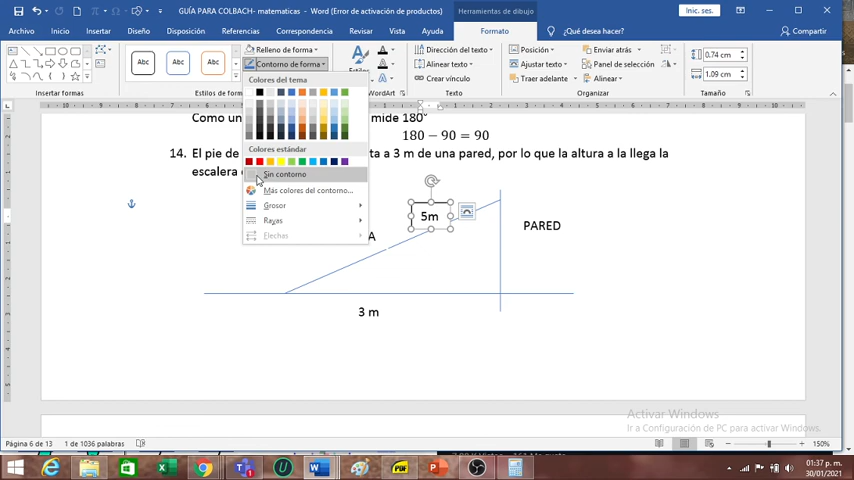 GUÍA PARA COLBACH- matematicas - Word (Error de activación de productos)
Herramientas de dibujo
Inic. ses.
Archivo Inicio Insertar Diseño Disposición Referencias Correspondencia Revisar Vista Formato ¿Qué desea hacer? Compartir
Abc Abc Abc
Relleno de forma
Contorno de forma
Estilos
Dirección del texto
Alinear texto
Crear vínculo
Posición
Ajustar texto
Traer adelante
Enviar atrás
Panel de selección
Alinear
0.74 cm
1.09 cm
Insertar formas Estilos de for Texto Organizar Tamaño
Colores del tema
Colores estándar
Sin contorno
Más colores del contorno...
Grosor
Rayas
Flechas
Como un mide 180°
180 − 90 = 90
14. El pie de ta a 3 m de una pared, por lo que la altura a la llega la
escalera
5m
A
PARED
3 m
Activar Windows
Ir a Configuración de PC para activar Windows.
Página 6 de 13 1 de 1036 palabras 150%
01:37 p. m.
30/01/2021